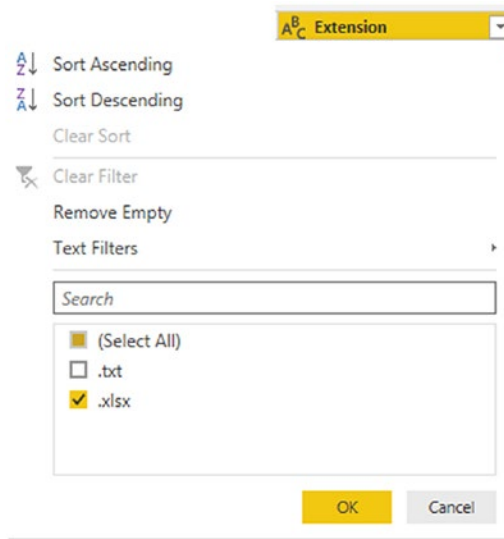 ABC Extension
Sort Ascending
Sort Descending
Clear Sort
Clear Filter
Remove Empty
Text Filters
Search
(Select All)
.txt
.xlsx
OK Cancel